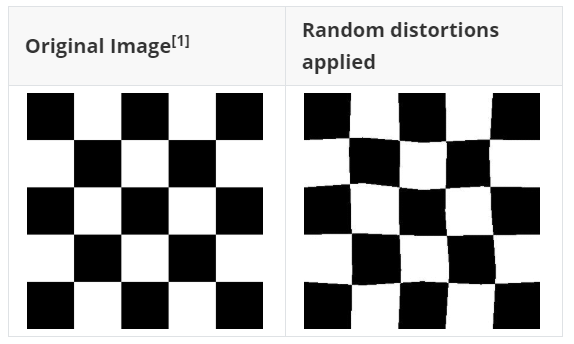 Original Image[1]
Random distortions
applied